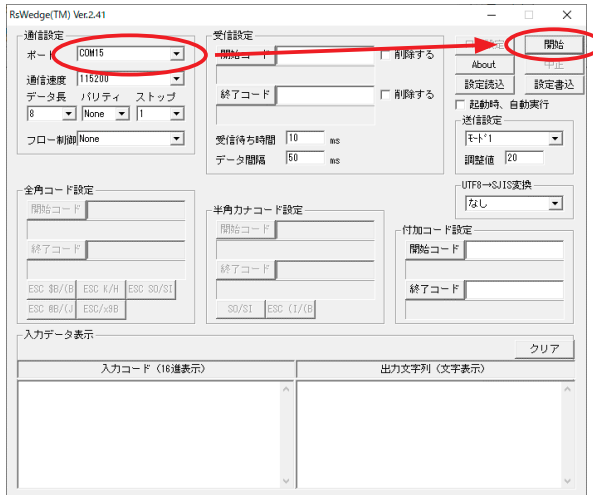 RsWedge(TM) Ver.2.41
通信設定
ポート COM15
通信速度 115200
データ長 パリティ ストップ
8 None 1
フロー制御 None
受信設定
開始コード 削除する
終了コード 削除する
受信待ち時間 10 ms
データ間隔 50 ms
開始
About 中止
設定読込 設定書込
起動時、自動実行
送信設定
ﾓｰﾄﾞ1
調整値 20
UTF8→SJIS変換
なし
全角コード設定
開始コード
終了コード
ESC $B/(B ESC K/H ESC SO/SI
ESC @B/(J ESC/x9B
半角カナコード設定
開始コード
終了コード
SO/SI ESC (I/(B
付加コード設定
開始コード
終了コード
入力データ表示
クリア
入力コード (16進表示) 出力文字列 (文字表示)